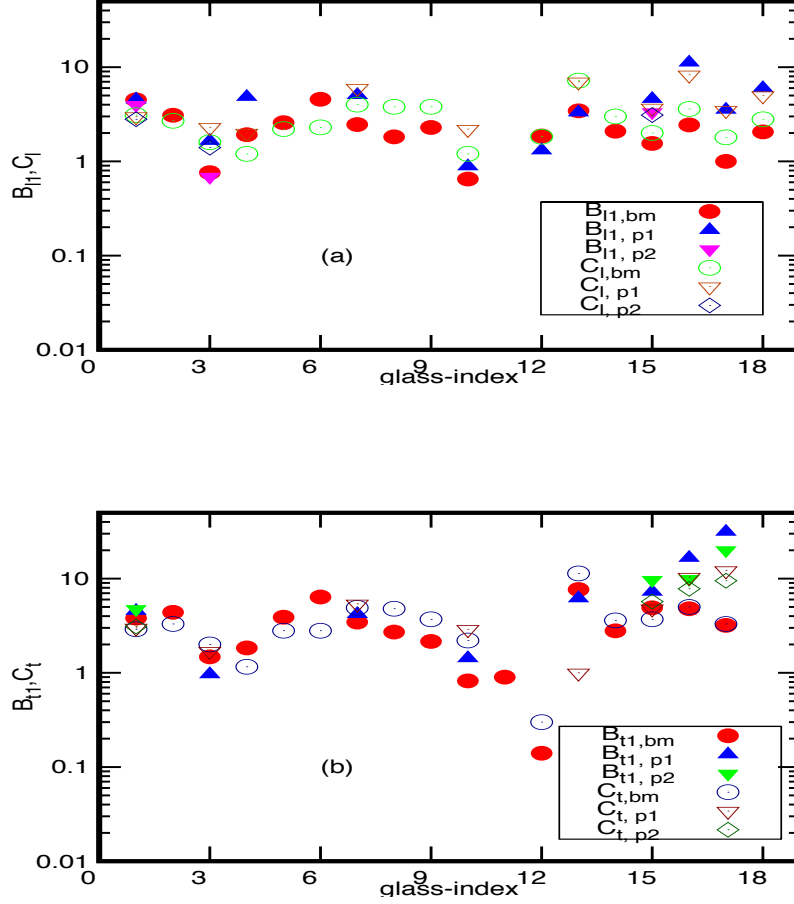 10
1
0.1
0.01
B_{l1},C_l
(a)
B_{l1,bm}
B_{l1, p1}
B_{l1, p2}
C_{l,bm}
C_{l, p1}
C_{l, p2}
0 3 6 9 12 15 18
glass-index
10
1
0.1
0.01
B_{t1},C_t
(b)
B_{t1,bm}
B_{t1, p1}
B_{t1, p2}
C_{t,bm}
C_{t, p1}
C_{t, p2}
0 3 6 9 12 15 18
glass-index